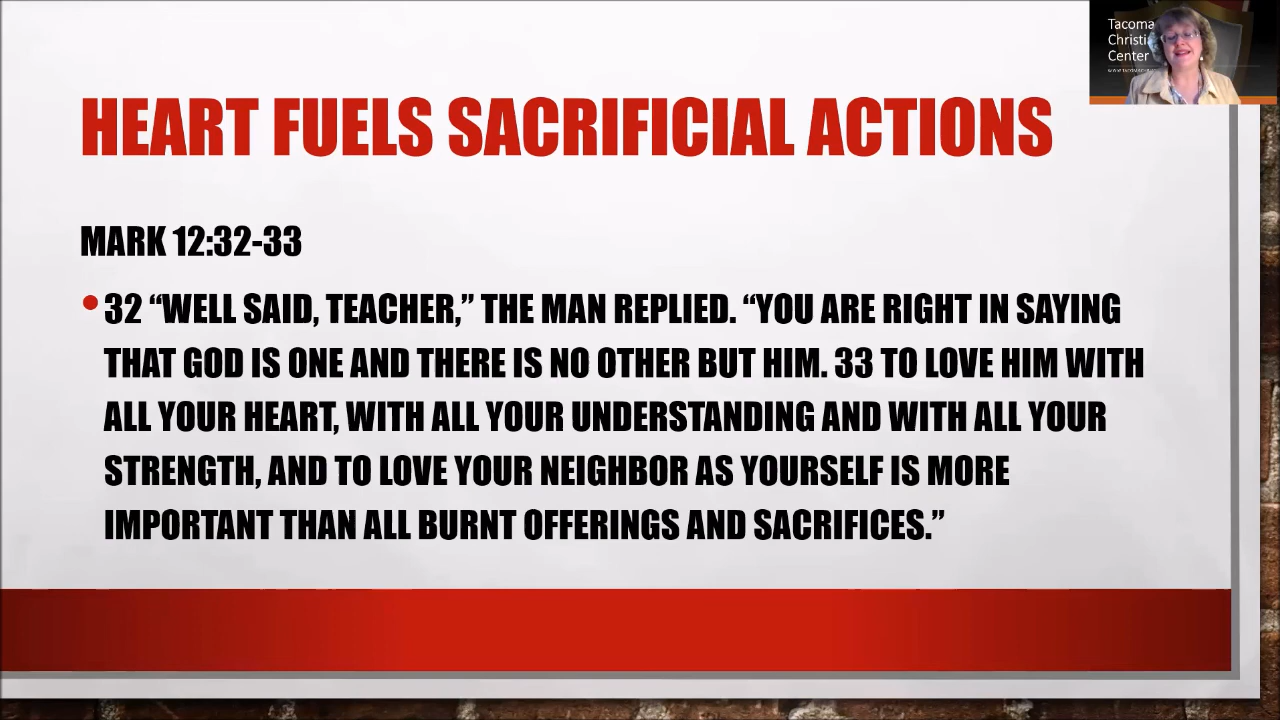 Tacoma
Christi
Center
HEART FUELS SACRIFICIAL ACTIONS
MARK 12:32-33
• 32 “WELL SAID, TEACHER,” THE MAN REPLIED. “YOU ARE RIGHT IN SAYING
THAT GOD IS ONE AND THERE IS NO OTHER BUT HIM. 33 TO LOVE HIM WITH
ALL YOUR HEART, WITH ALL YOUR UNDERSTANDING AND WITH ALL YOUR
STRENGTH, AND TO LOVE YOUR NEIGHBOR AS YOURSELF IS MORE
IMPORTANT THAN ALL BURNT OFFERINGS AND SACRIFICES.”